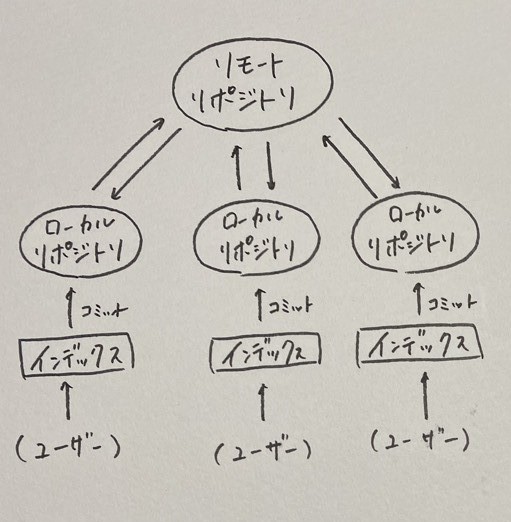 リモート
リポジトリ
ローカル
リポジトリ
ローカル
リポジトリ
ローカル
リポジトリ
コミット
コミット
コミット
インデックス
インデックス
インデックス
(ユーザー)
(ユーザー)
(ユーザー)